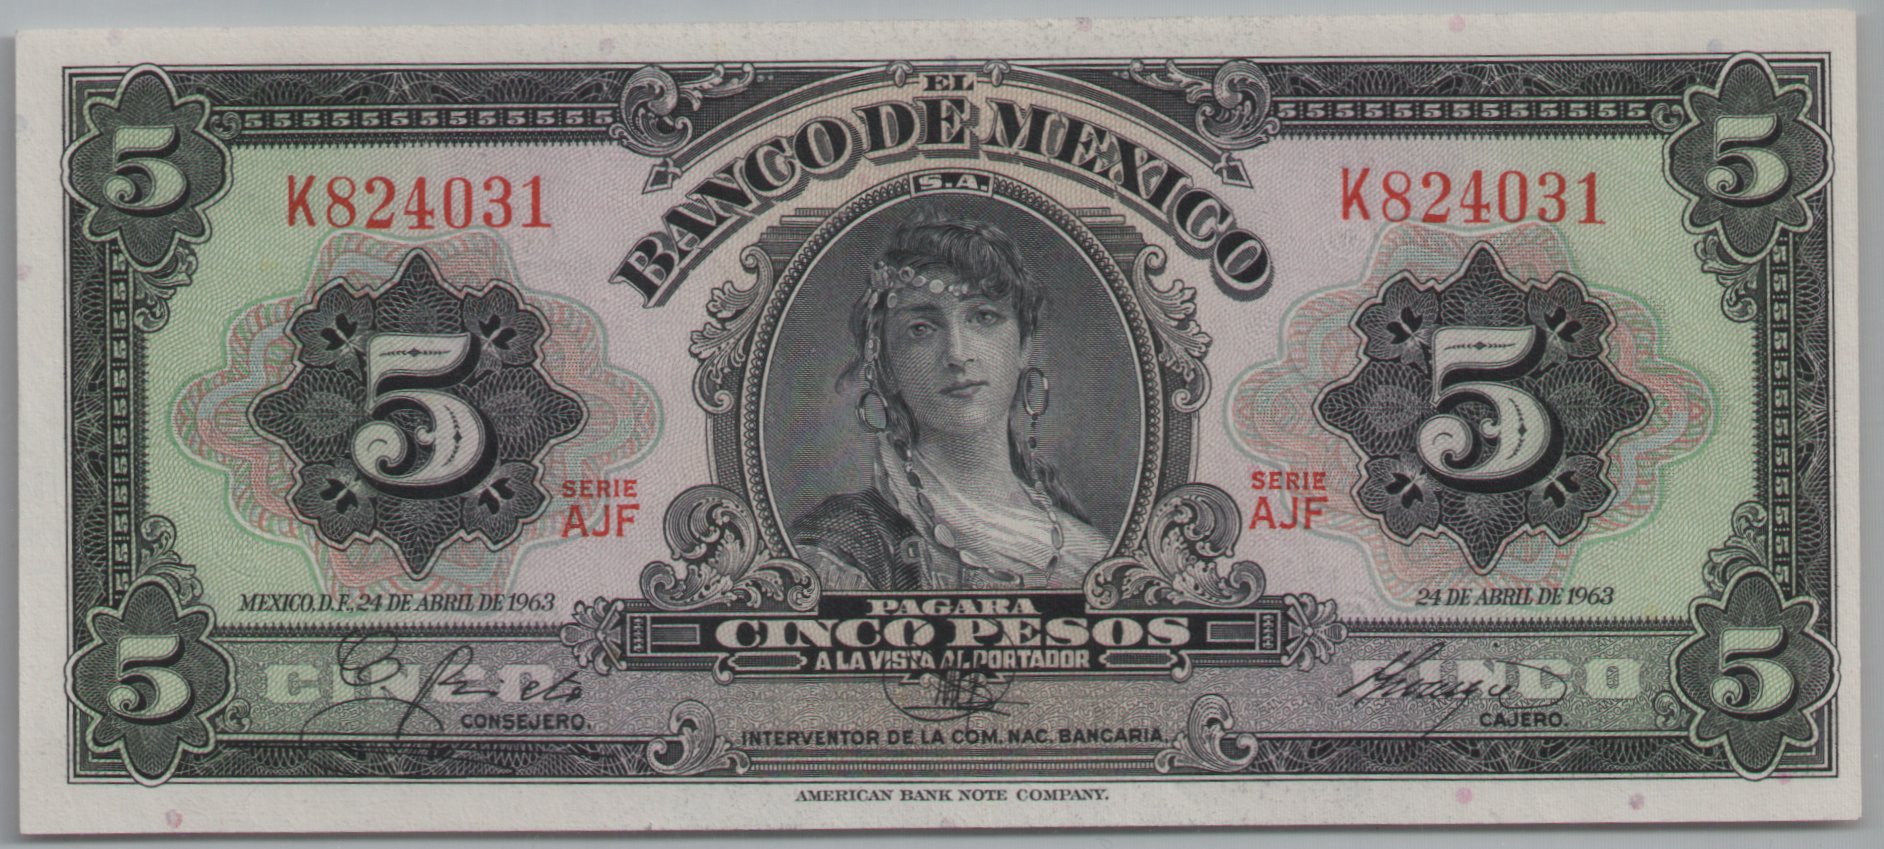 5
5
EL
BANCO DE MEXICO
S.A.
K824031
K824031
5
5
SERIE
AJF
SERIE
AJF
MEXICO, D.F., 24 DE ABRIL DE 1963
24 DE ABRIL DE 1963
PAGARA
CINCO PESOS
A LA VISTA AL PORTADOR
5
CINCO
CINCO
5
CONSEJERO.
CAJERO.
INTERVENTOR DE LA COM. NAC. BANCARIA.
AMERICAN BANK NOTE COMPANY.